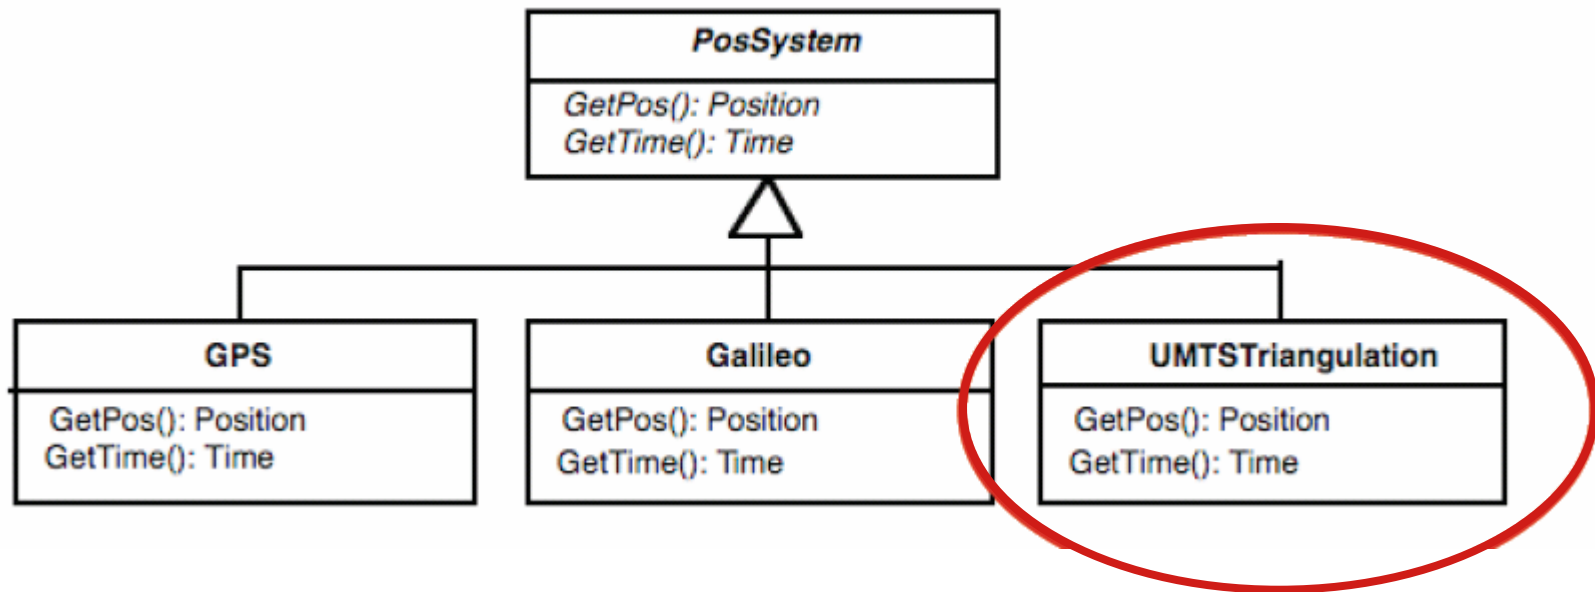 PosSystem
GetPos(): Position
GetTime(): Time
GPS
GetPos(): Position
GetTime(): Time
Galileo
GetPos(): Position
GetTime(): Time
UMTSTriangulation
GetPos(): Position
GetTime(): Time